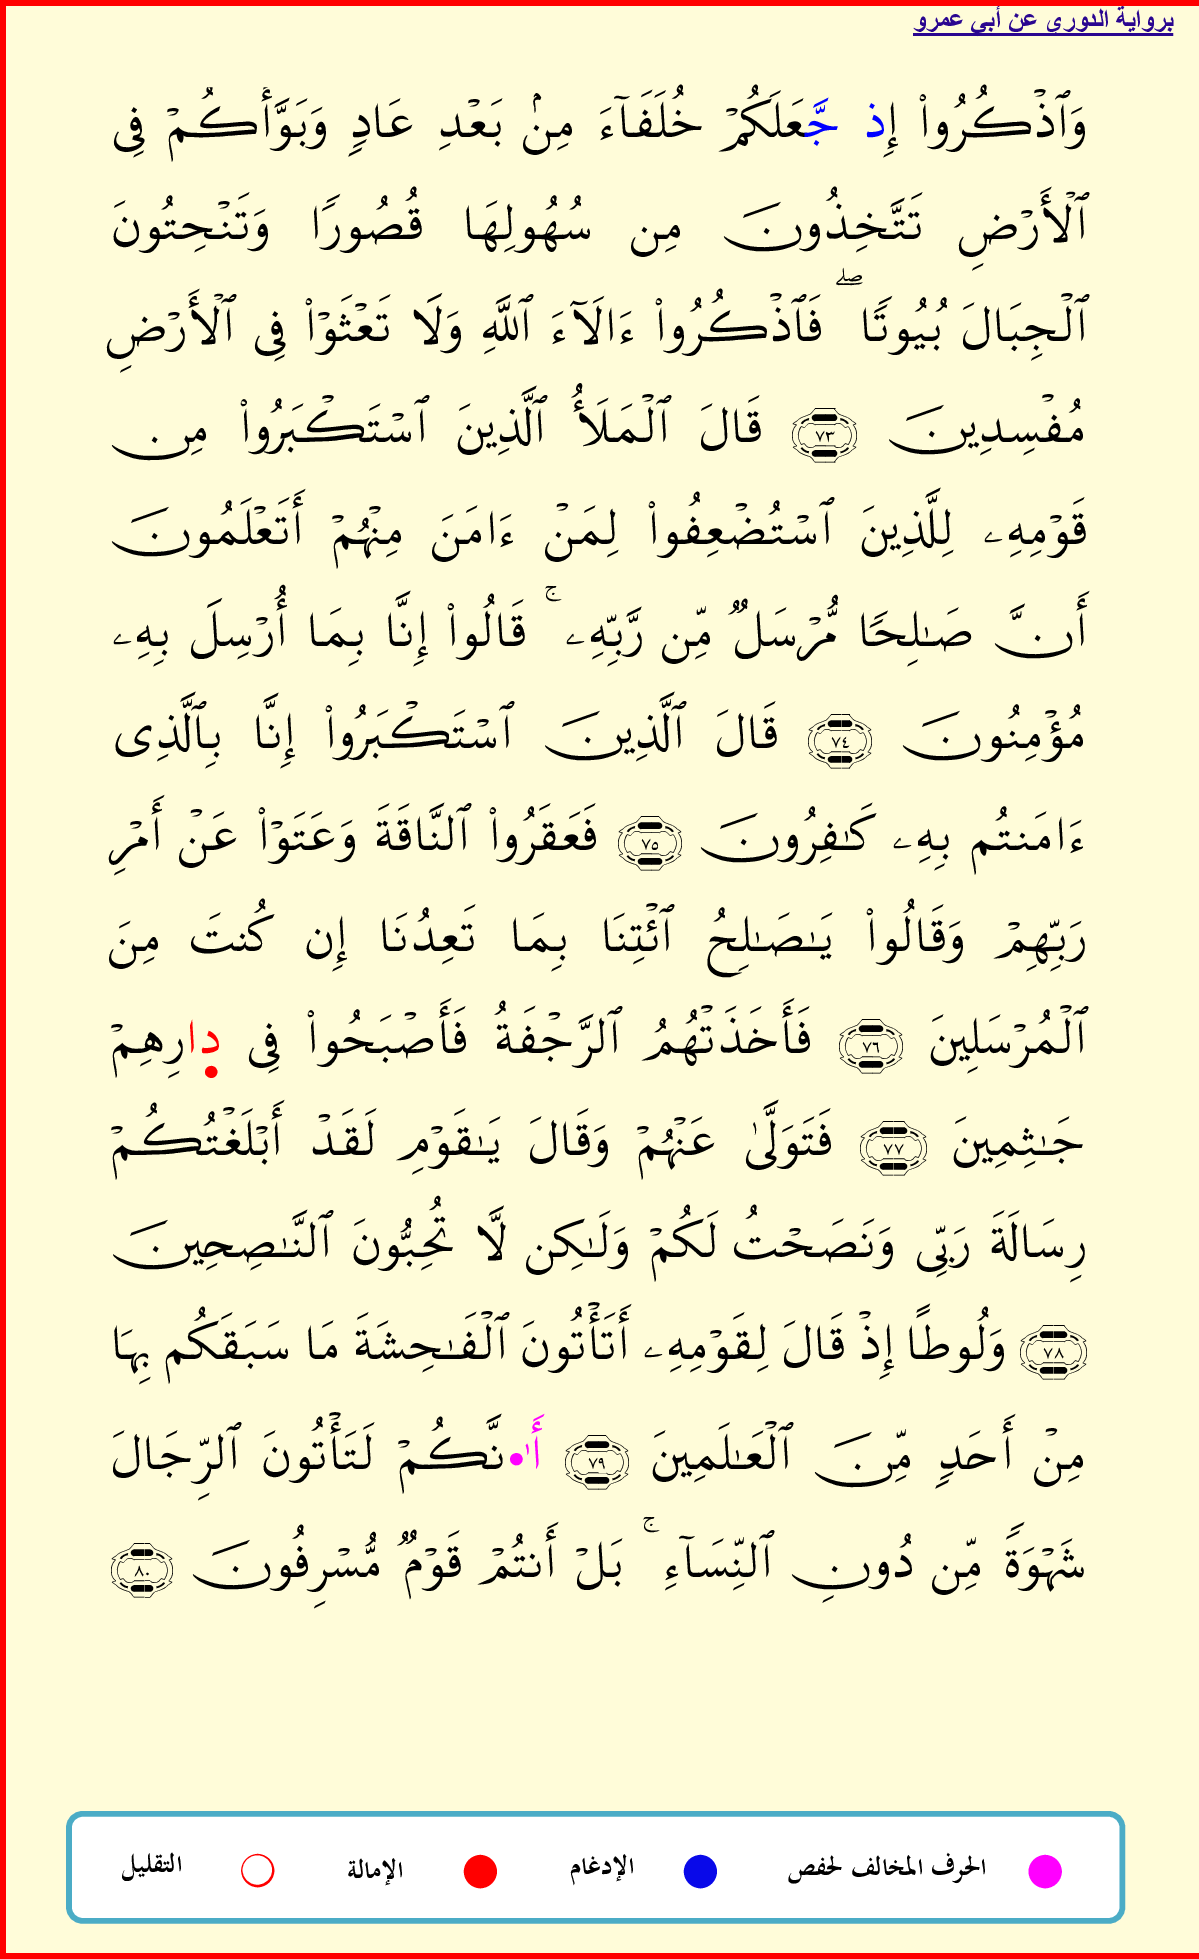 برواية الدوري عن أبي عمرو
وَٱذۡكُرُواْ إِذ جَّعَلَكُمۡ خُلَفَآءَ مِنۢ بَعۡدِ عَادٖ وَبَوَّأَكُمۡ فِي
ٱلۡأَرۡضِ تَتَّخِذُونَ مِن سُهُولِهَا قُصُورٗا وَتَنۡحِتُونَ
ٱلۡجِبَالَ بُيُوتٗاۖ فَٱذۡكُرُواْ ءَالَآءَ ٱللَّهِ وَلَا تَعۡثَوۡاْ فِي ٱلۡأَرۡضِ
مُفۡسِدِينَ ٧٣ قَالَ ٱلۡمَلَأُ ٱلَّذِينَ ٱسۡتَكۡبَرُواْ مِن
قَوۡمِهِۦ لِلَّذِينَ ٱسۡتُضۡعِفُواْ لِمَنۡ ءَامَنَ مِنۡهُمۡ أَتَعۡلَمُونَ
أَنَّ صَٰلِحٗا مُّرۡسَلٞ مِّن رَّبِّهِۦۚ قَالُواْ إِنَّا بِمَا أُرۡسِلَ بِهِۦ
مُؤۡمِنُونَ ٧٤ قَالَ ٱلَّذِينَ ٱسۡتَكۡبَرُواْ إِنَّا بِٱلَّذِي
ءَامَنتُم بِهِۦ كَٰفِرُونَ ٧٥ فَعَقَرُواْ ٱلنَّاقَةَ وَعَتَوۡاْ عَنۡ أَمۡرِ
رَبِّهِمۡ وَقَالُواْ يَٰصَٰلِحُ ٱئۡتِنَا بِمَا تَعِدُنَا إِن كُنتَ مِنَ
ٱلۡمُرۡسَلِينَ ٧٦ فَأَخَذَتۡهُمُ ٱلرَّجۡفَةُ فَأَصۡبَحُواْ فِي دِارِهِمۡ
جَٰثِمِينَ ٧٧ فَتَوَلَّىٰ عَنۡهُمۡ وَقَالَ يَٰقَوۡمِ لَقَدۡ أَبۡلَغۡتُكُمۡ
رِسَالَةَ رَبِّي وَنَصَحۡتُ لَكُمۡ وَلَٰكِن لَّا تُحِبُّونَ ٱلنَّٰصِحِينَ
٧٨ وَلُوطًا إِذۡ قَالَ لِقَوۡمِهِۦ أَتَأۡتُونَ ٱلۡفَٰحِشَةَ مَا سَبَقَكُم بِهَا
مِنۡ أَحَدٖ مِّنَ ٱلۡعَٰلَمِينَ ٧٩ أَٰ۬نَّكُمۡ لَتَأۡتُونَ ٱلرِّجَالَ
شَهۡوَةٗ مِّن دُونِ ٱلنِّسَآءِۚ بَلۡ أَنتُمۡ قَوۡمٞ مُّسۡرِفُونَ ٨٠
الحرف المخالف لحفص الإدغام الإمالة التقليل